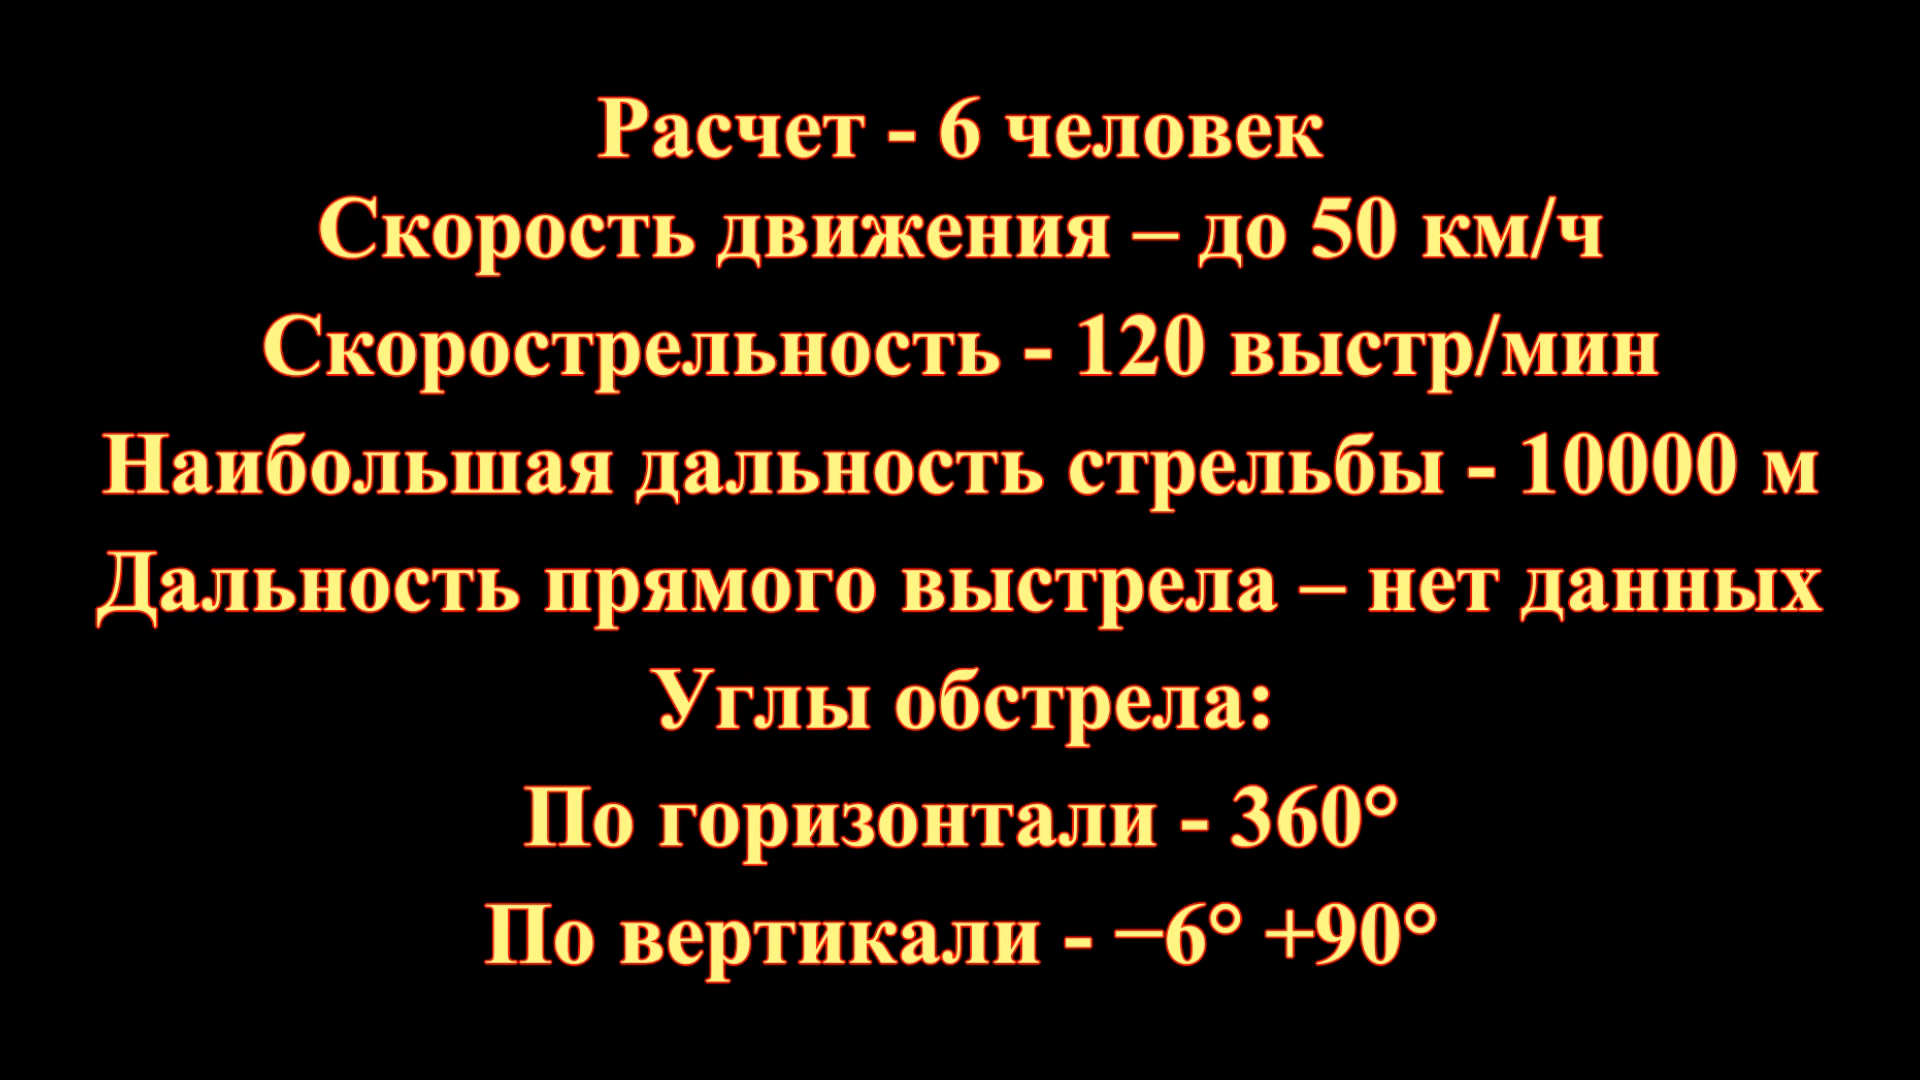 Расчет - 6 человек
Скорость движения – до 50 км/ч
Скорострельность - 120 выстр/мин
Наибольшая дальность стрельбы - 10000 м
Дальность прямого выстрела – нет данных
Углы обстрела:
По горизонтали - 360°
По вертикали - −6° +90°